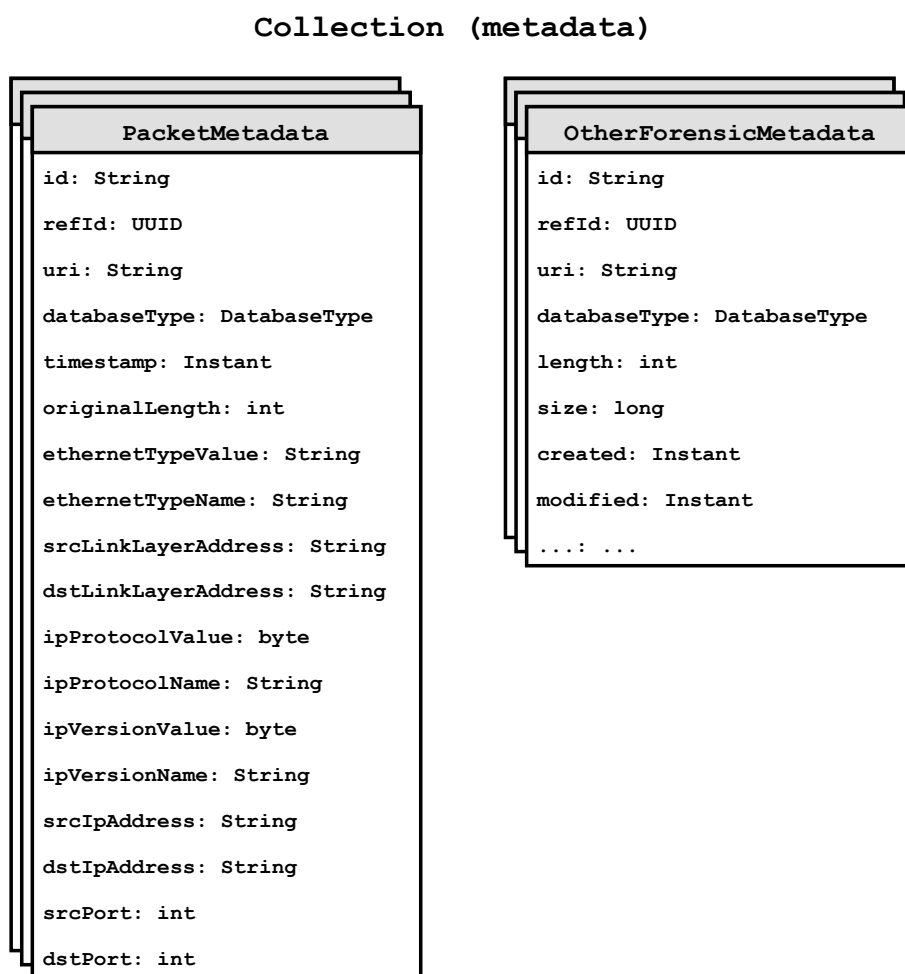 Collection (metadata)
PacketMetadata
id: String
refId: UUID
uri: String
databaseType: DatabaseType
timestamp: Instant
originalLength: int
ethernetTypeValue: String
ethernetTypeName: String
srcLinkLayerAddress: String
dstLinkLayerAddress: String
ipProtocolValue: byte
ipProtocolName: String
ipVersionValue: byte
ipVersionName: String
srcIpAddress: String
dstIpAddress: String
srcPort: int
dstPort: int
OtherForensicMetadata
id: String
refId: UUID
uri: String
databaseType: DatabaseType
length: int
size: long
created: Instant
modified: Instant
...: ...